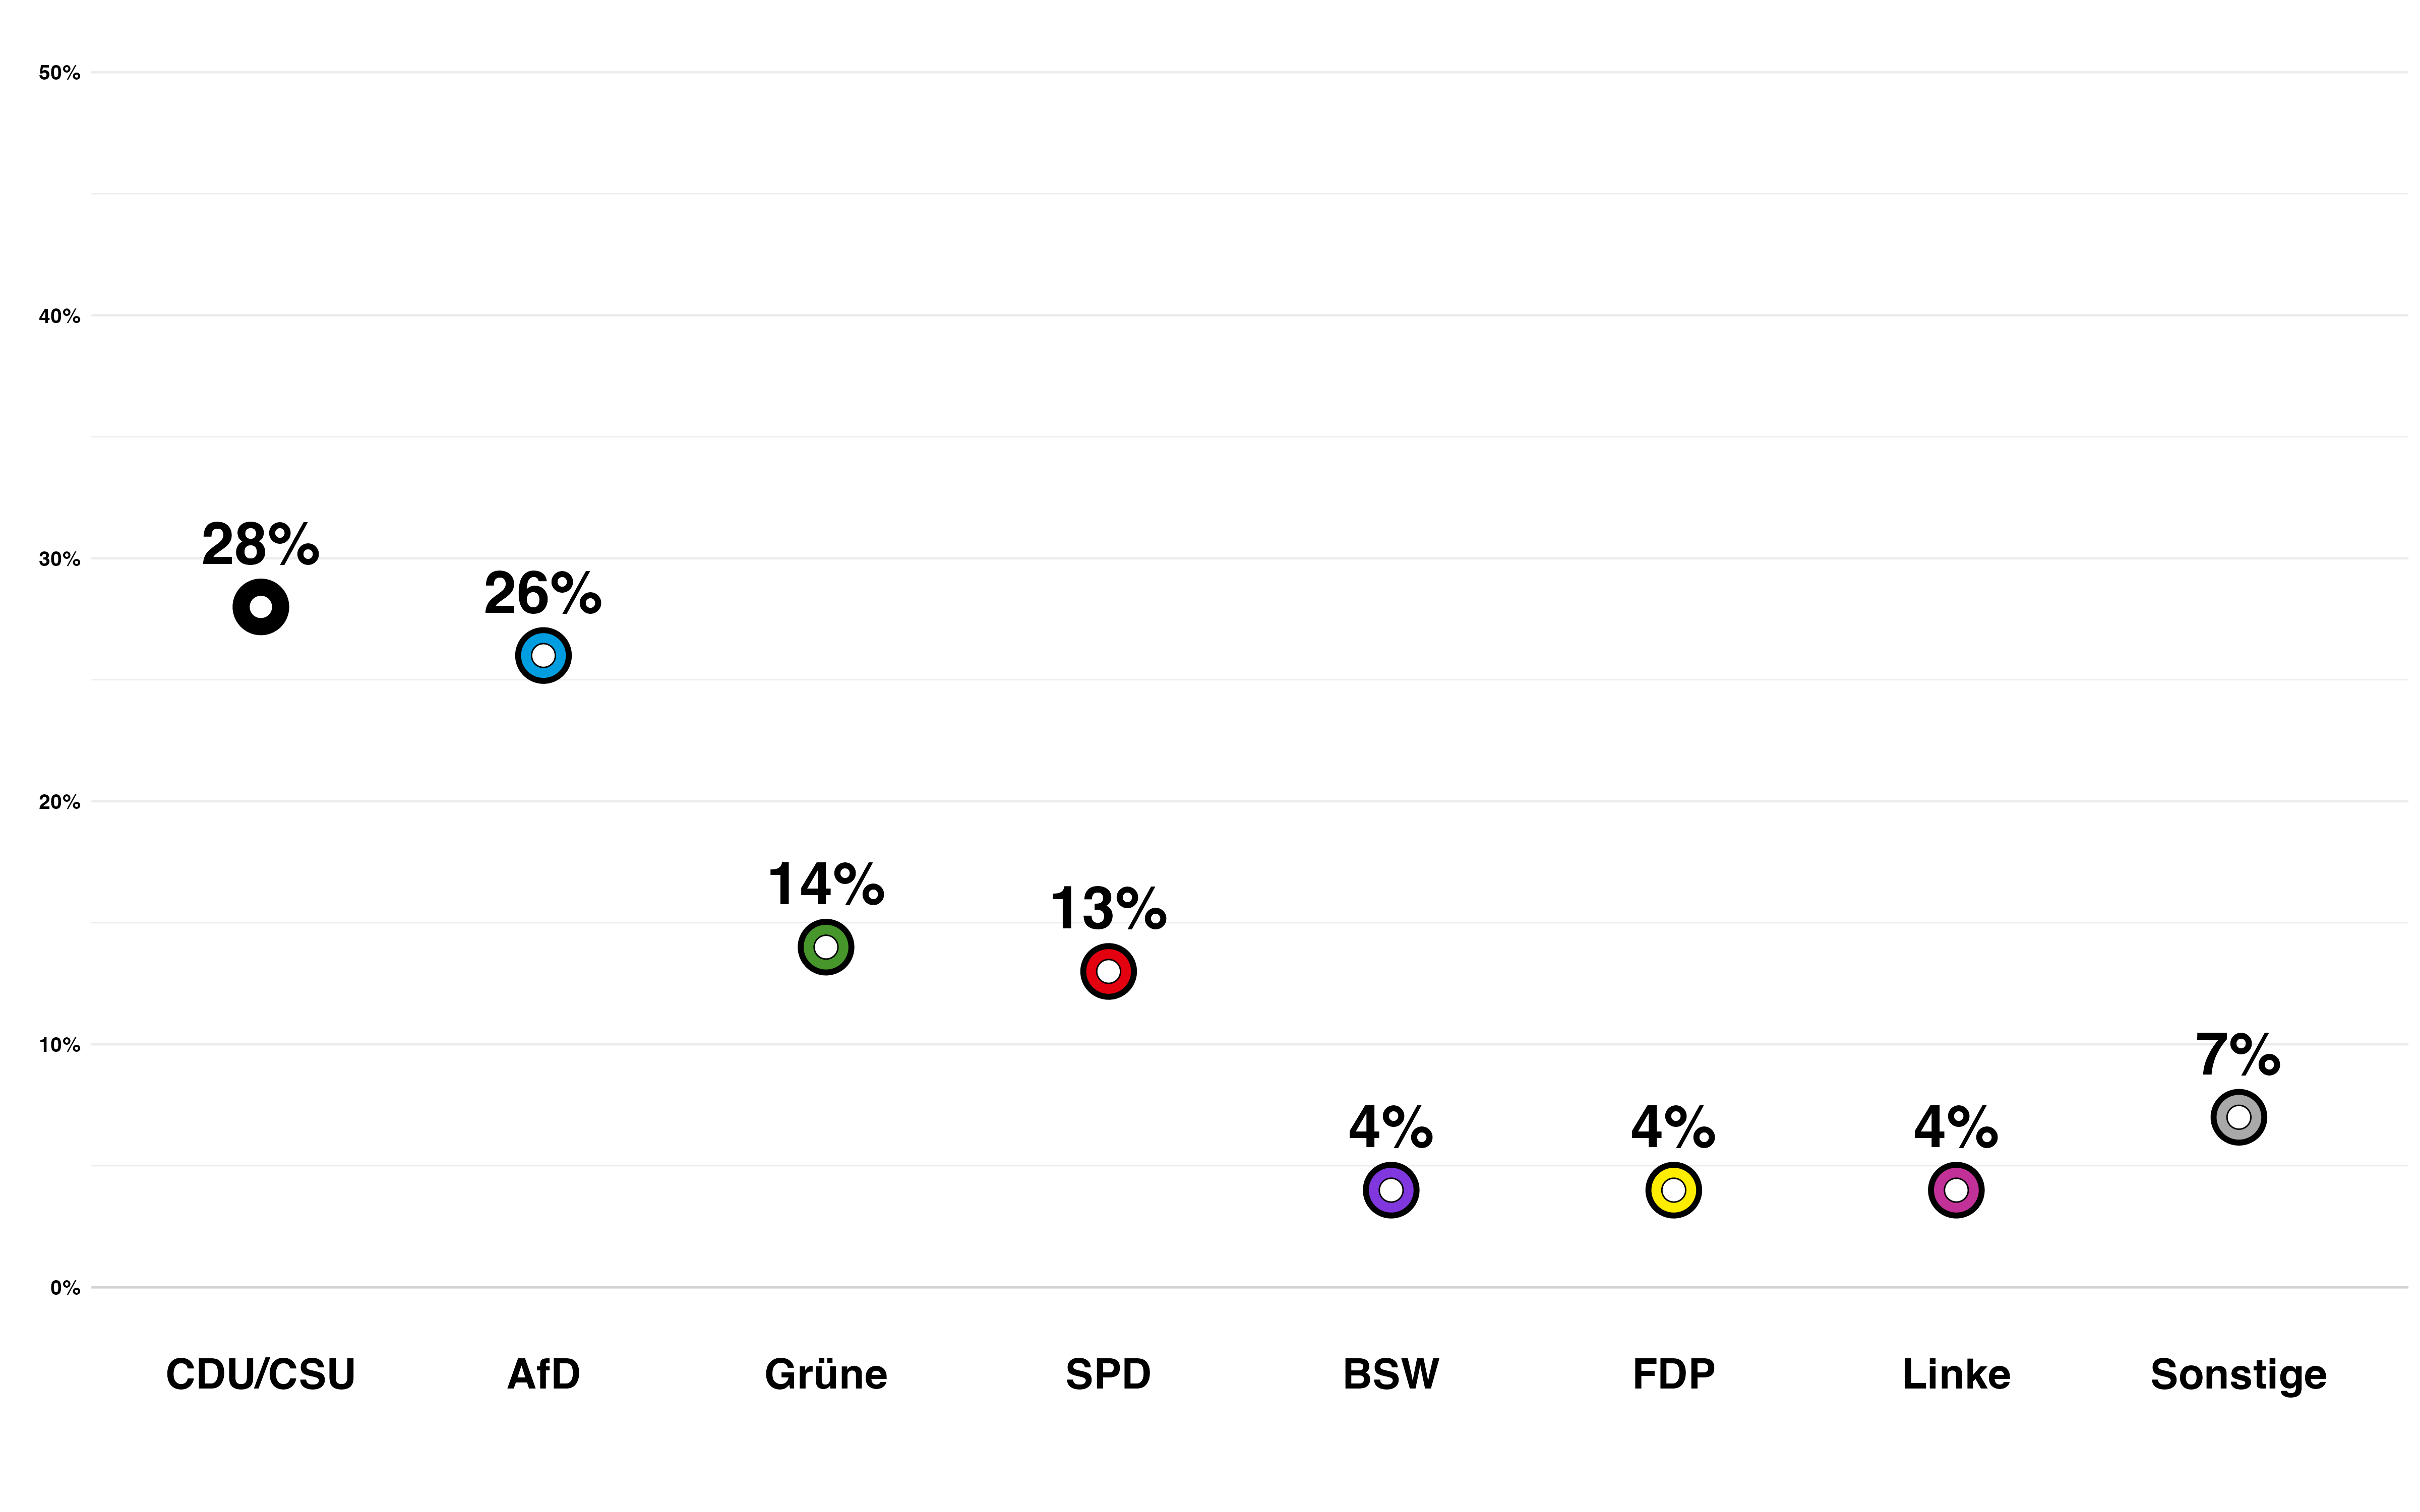 50%
40%
30%
20%
10%
0%
28%
26%
14%
13%
4%
4%
4%
7%
CDU/CSU
AfD
Grüne
SPD
BSW
FDP
Linke
Sonstige